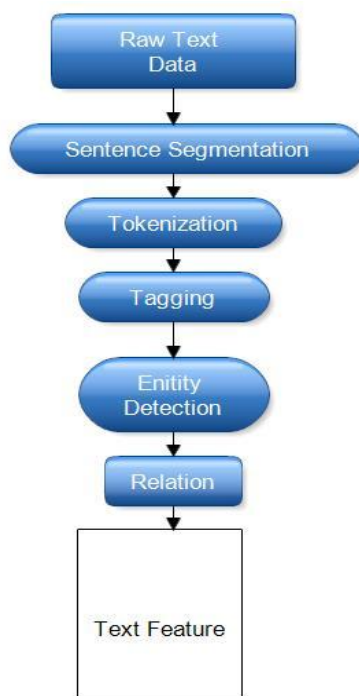 Raw Text
Data
Sentence Segmentation
Tokenization
Tagging
Enitity
Detection
Relation
Text Feature